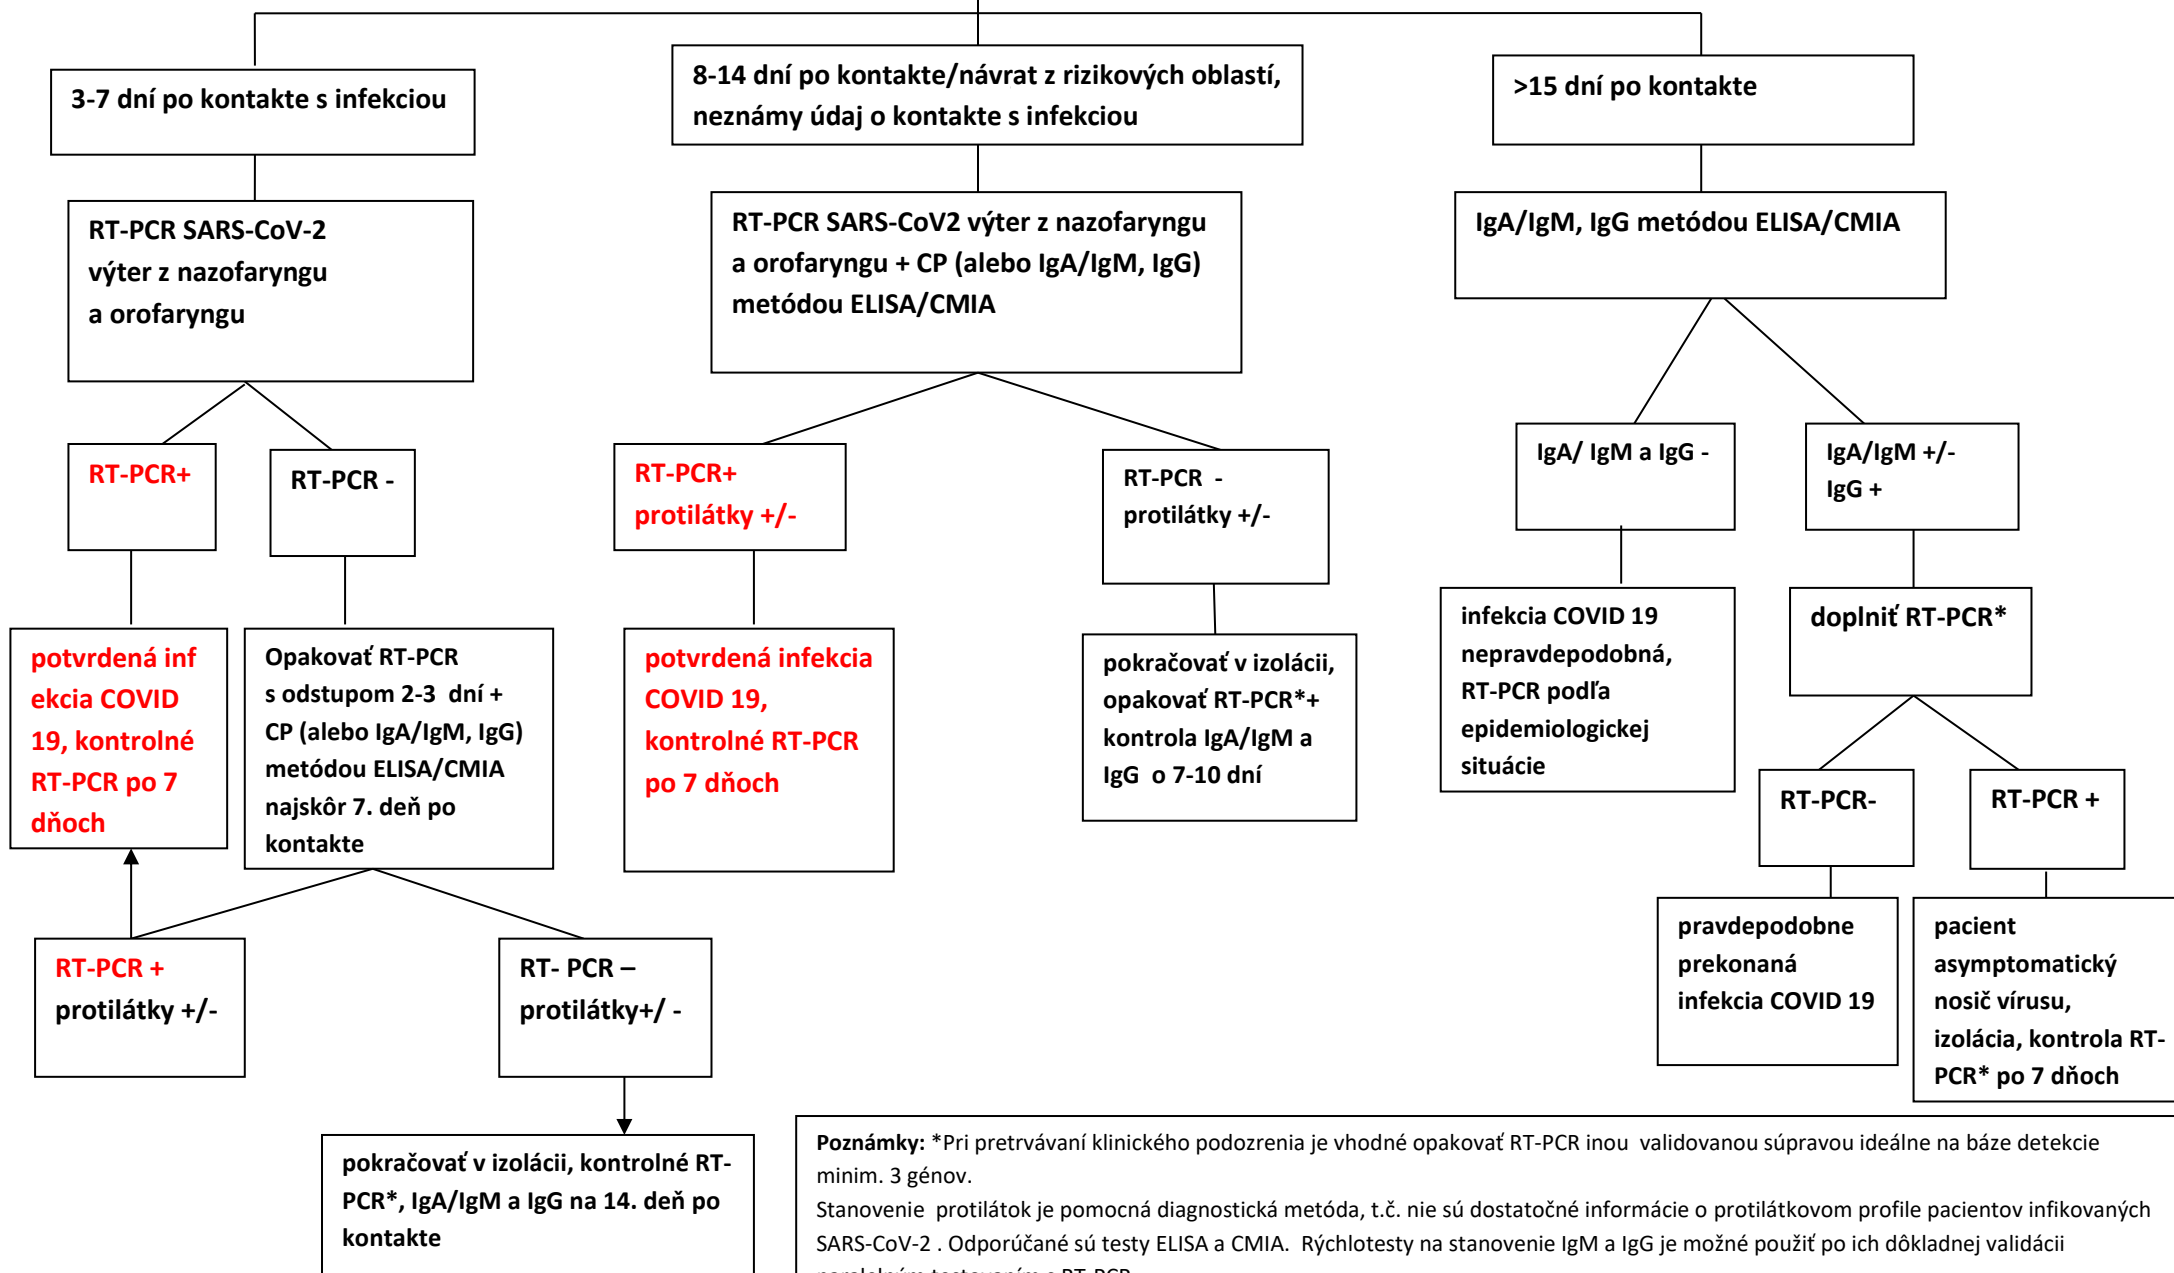 3-7 dní po kontakte s infekciou
8-14 dní po kontakte/návrat z rizikových oblastí,
neznámy údaj o kontakte s infekciou
>15 dní po kontakte
RT-PCR SARS-CoV-2
výter z nazofaryngu
a orofaryngu
RT-PCR SARS-CoV2 výter z nazofaryngu
a orofaryngu + CP (alebo IgA/IgM, IgG)
metódou ELISA/CMIA
IgA/IgM, IgG metódou ELISA/CMIA
RT-PCR+
RT-PCR -
RT-PCR+
protilátky +/-
RT-PCR -
protilátky +/-
IgA/ IgM a IgG -
IgA/IgM +/-
IgG +
potvrdená inf
ekcia COVID
19, kontrolné
RT-PCR po 7
dňoch
Opakovať RT-PCR
s odstupom 2-3 dní +
CP (alebo IgA/IgM, IgG)
metódou ELISA/CMIA
najskôr 7. deň po
kontakte
potvrdená infekcia
COVID 19,
kontrolné RT-PCR
po 7 dňoch
pokračovať v izolácii,
opakovať RT-PCR*+
kontrola IgA/IgM a
IgG o 7-10 dní
infekcia COVID 19
nepravdepodobná,
RT-PCR podľa
epidemiologickej
situácie
doplniť RT-PCR*
RT-PCR-
RT-PCR +
pravdepodobne
prekonaná
infekcia COVID 19
pacient
asymptomatický
nosič vírusu,
izolácia, kontrola RT-
PCR* po 7 dňoch
RT-PCR +
protilátky +/-
RT- PCR –
protilátky+/ -
pokračovať v izolácii, kontrolné RT-
PCR*, IgA/IgM a IgG na 14. deň po
kontakte
Poznámky: *Pri pretrvávaní klinického podozrenia je vhodné opakovať RT-PCR inou validovanou súpravou ideálne na báze detekcie
minim. 3 génov.
Stanovenie protilátok je pomocná diagnostická metóda, t.č. nie sú dostatočné informácie o protilátkovom profile pacientov infikovaných
SARS-CoV-2 . Odporúčané sú testy ELISA a CMIA. Rýchlotesty na stanovenie IgM a IgG je možné použiť po ich dôkladnej validácii